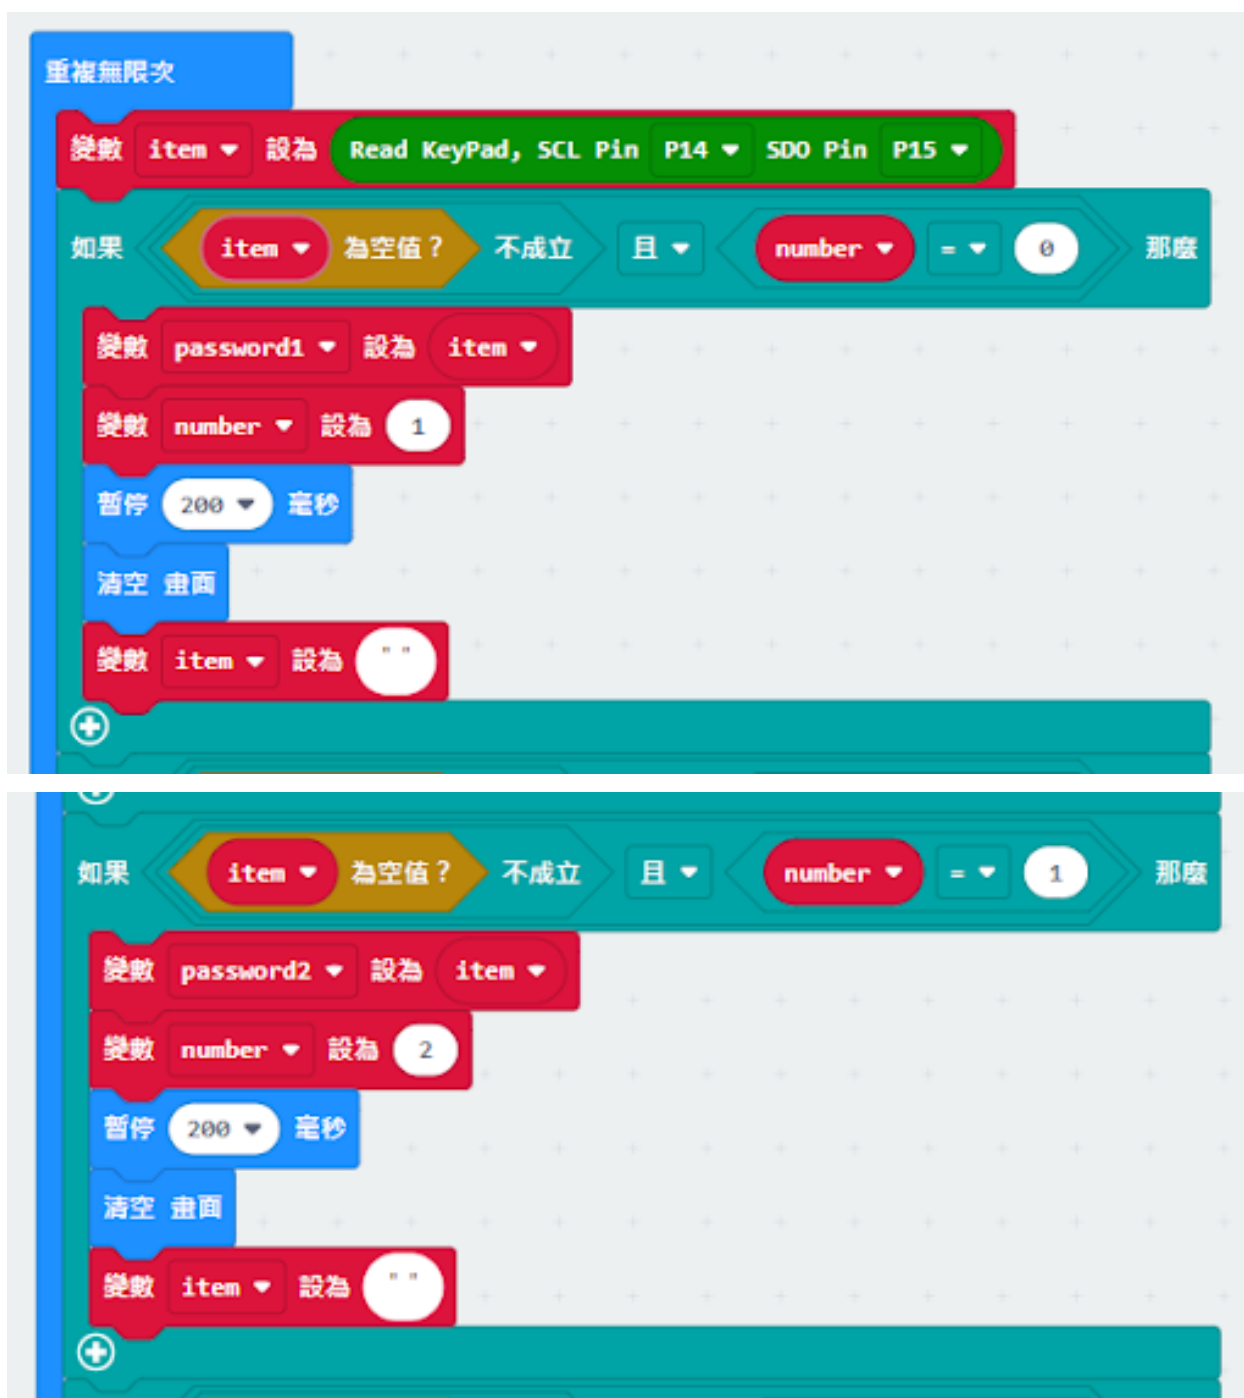 重複無限次
變數 item 設為 Read KeyPad, SCL Pin P14 SDO Pin P15
如果 item 為空值？ 不成立 且 number = 0 那麼
變數 password1 設為 item
變數 number 設為 1
暫停 200 毫秒
清空 畫面
變數 item 設為 " "
如果 item 為空值？ 不成立 且 number = 1 那麼
變數 password2 設為 item
變數 number 設為 2
暫停 200 毫秒
清空 畫面
變數 item 設為 " "